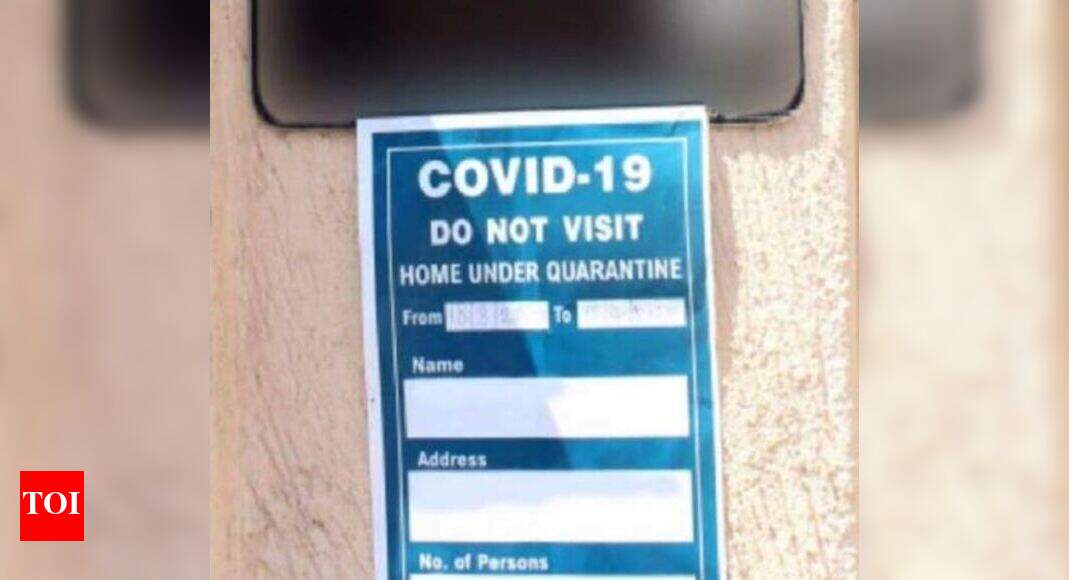 COVID-19
DO NOT VISIT
HOME UNDER QUARANTINE
From To
Name
Address
No. of Persons
TOI